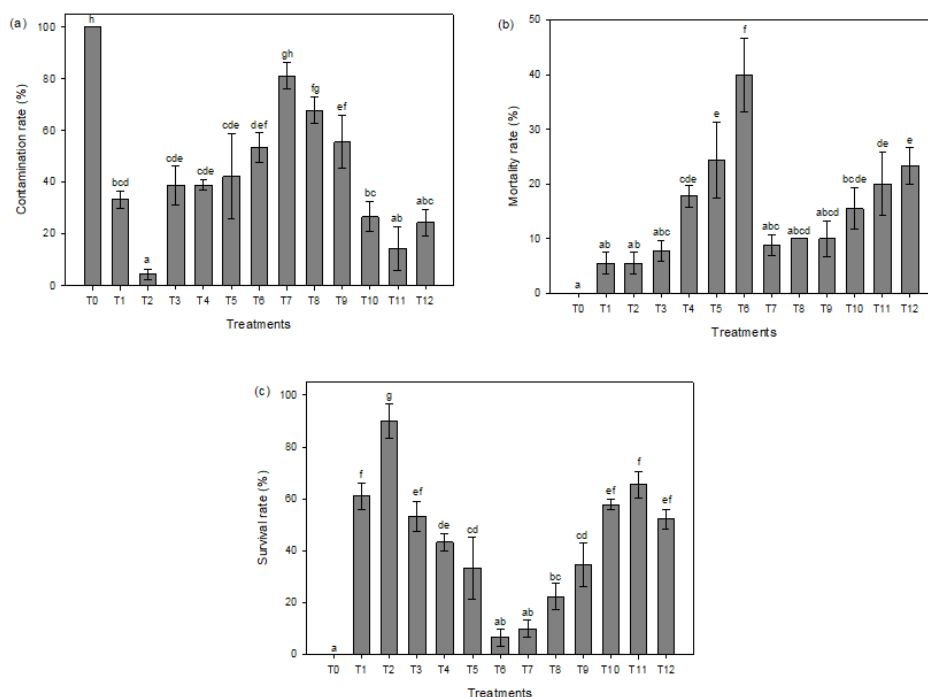 (a)
Contamination rate (%)
100
80
60
40
20
0
h
bcd
a
cde
cde
cde
def
gh
fg
ef
bc
ab
abc
T0 T1 T2 T3 T4 T5 T6 T7 T8 T9 T10 T11 T12
Treatments
(b)
Mortality rate (%)
50
40
30
20
10
0
a
ab
ab
abc
cde
e
f
abc
abcd
abcd
bcde
de
e
T0 T1 T2 T3 T4 T5 T6 T7 T8 T9 T10 T11 T12
Treatments
(c)
Survival rate (%)
100
80
60
40
20
0
a
f
g
ef
de
cd
ab
ab
bc
cd
ef
f
ef
T0 T1 T2 T3 T4 T5 T6 T7 T8 T9 T10 T11 T12
Treatments